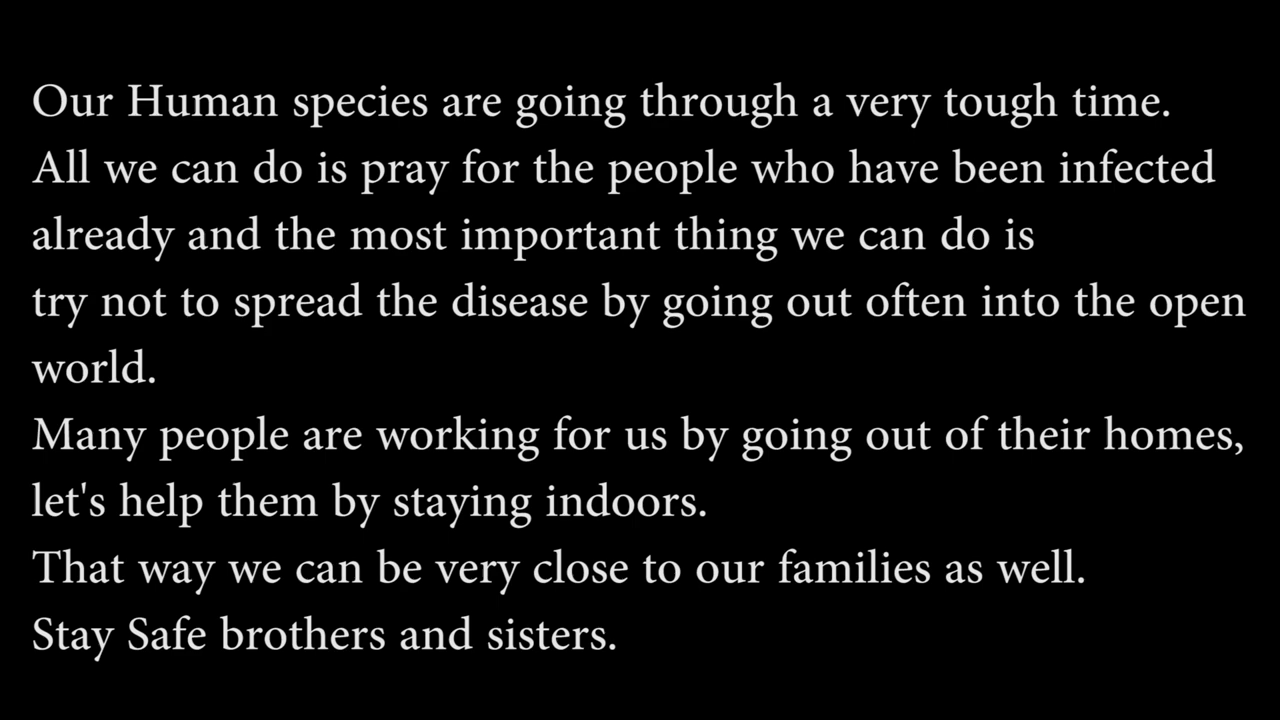 Our Human species are going through a very tough time.
All we can do is pray for the people who have been infected
already and the most important thing we can do is
try not to spread the disease by going out often into the open
world.
Many people are working for us by going out of their homes,
let's help them by staying indoors.
That way we can be very close to our families as well.
Stay Safe brothers and sisters.